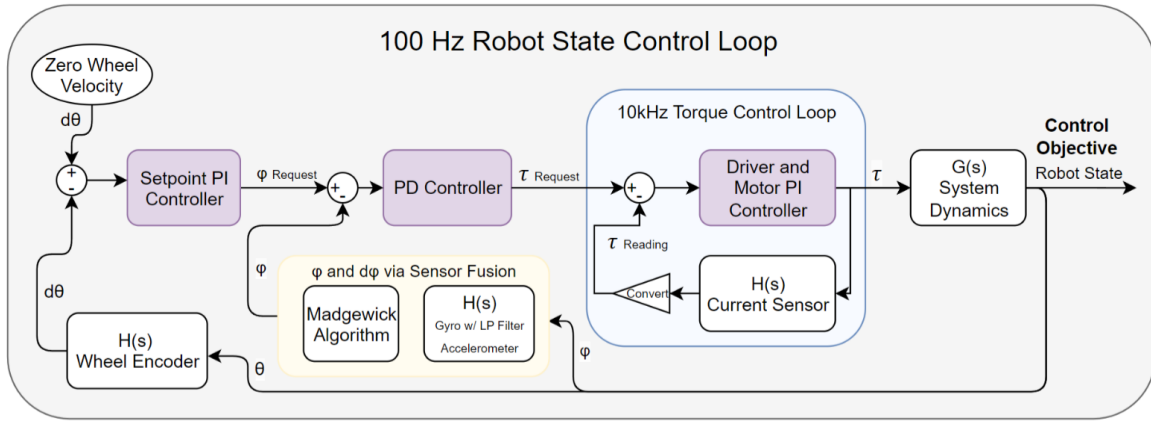 100 Hz Robot State Control Loop
Zero Wheel
Velocity
dθ
+
-
Setpoint PI
Controller
φ Request
+
-
PD Controller
τ Request
10kHz Torque Control Loop
+
-
Driver and
Motor PI
Controller
τ
G(s)
System
Dynamics
Control
Objective
Robot State
τ Reading
Convert
H(s)
Current Sensor
φ
φ and dφ via Sensor Fusion
Madgewick
Algorithm
H(s)
Gyro w/ LP Filter
Accelerometer
φ
dθ
H(s)
Wheel Encoder
θ